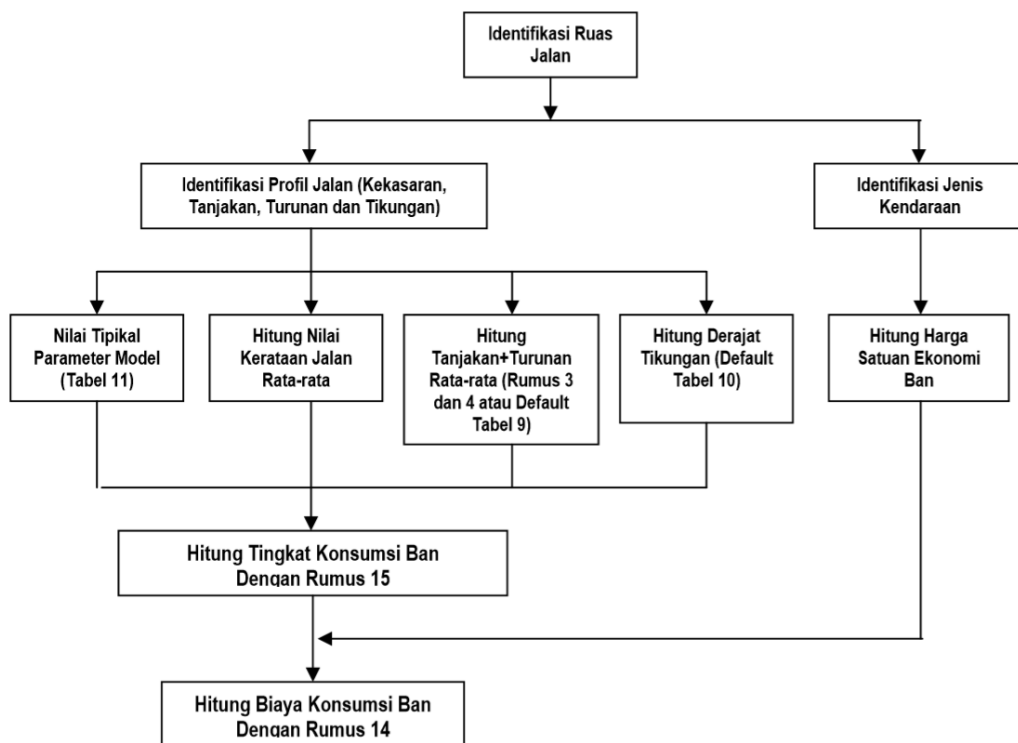 Identifikasi Ruas
Jalan
Identifikasi Profil Jalan (Kekasaran,
Tanjakan, Turunan dan Tikungan)
Identifikasi Jenis
Kendaraan
Nilai Tipikal
Parameter Model
(Tabel 11)
Hitung Nilai
Kerataan Jalan
Rata-rata
Hitung
Tanjakan+Turunan
Rata-rata (Rumus 3
dan 4 atau Default
Tabel 9)
Hitung Derajat
Tikungan (Default
Tabel 10)
Hitung Harga
Satuan Ekonomi
Ban
Hitung Tingkat Konsumsi Ban
Dengan Rumus 15
Hitung Biaya Konsumsi Ban
Dengan Rumus 14